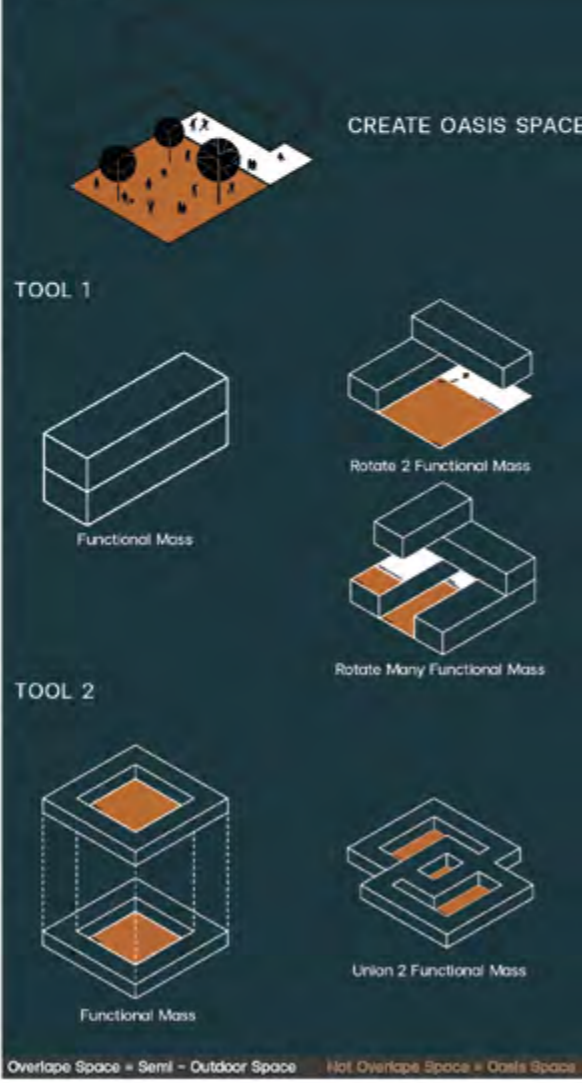 CREATE OASIS SPACE
TOOL 1
Functional Mass
Rotate 2 Functional Mass
Rotate Many Functional Mass
TOOL 2
Functional Mass
Union 2 Functional Mass
Overlape Space = Semi - Outdoor Space
Not Overlape Space = Oasis Space